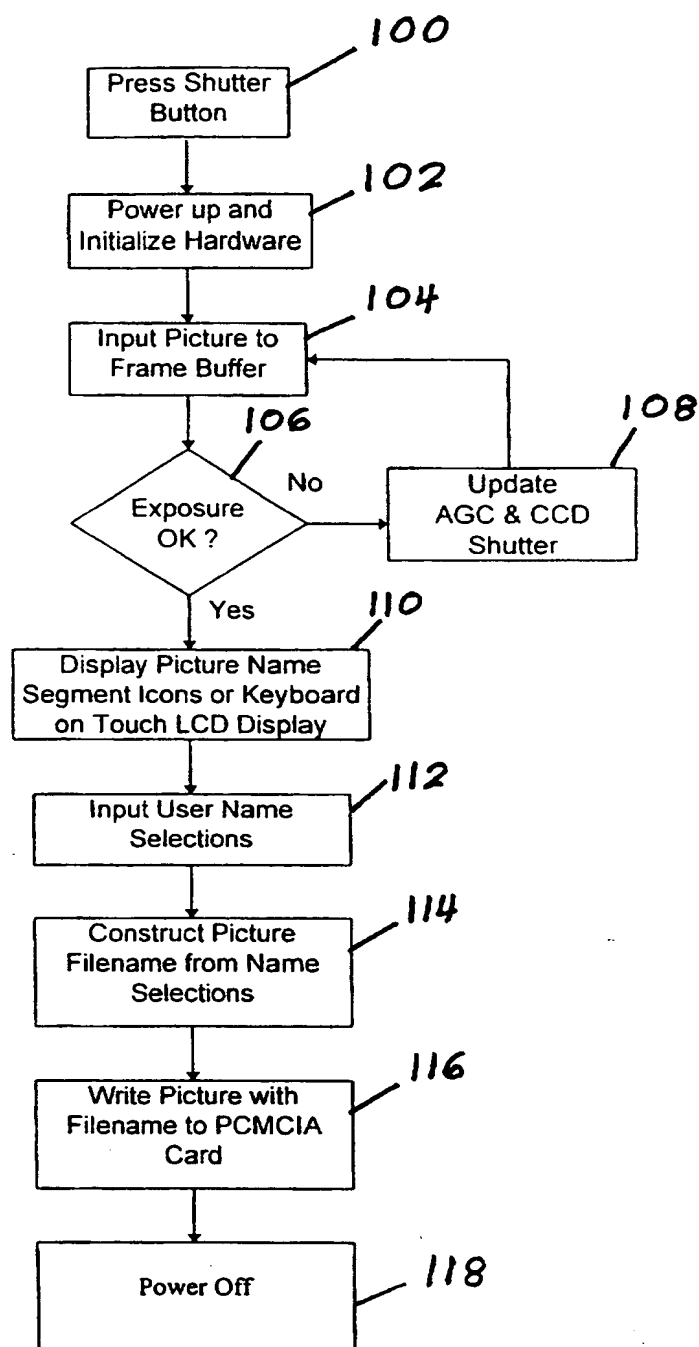 100
Press Shutter
Button
102
Power up and
Initialize Hardware
104
Input Picture to
Frame Buffer
106
Exposure
OK ?
No
108
Update
AGC & CCD
Shutter
Yes
110
Display Picture Name
Segment Icons or Keyboard
on Touch LCD Display
112
Input User Name
Selections
114
Construct Picture
Filename from Name
Selections
116
Write Picture with
Filename to PCMCIA
Card
Power Off
118